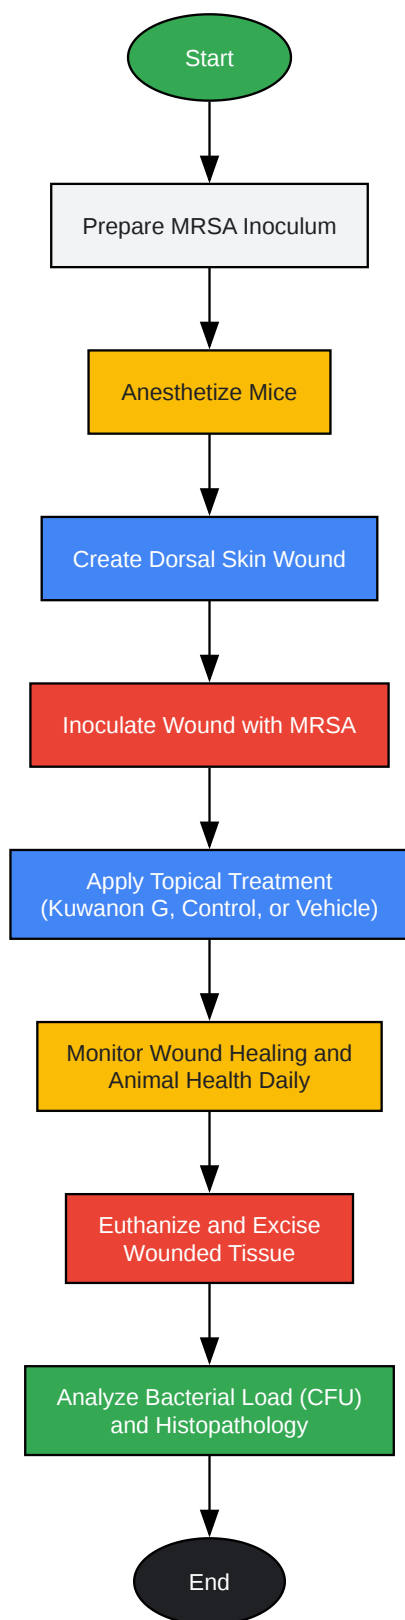 Start
Prepare MRSA Inoculum
Anesthetize Mice
Create Dorsal Skin Wound
Inoculate Wound with MRSA
Apply Topical Treatment
(Kuwanon G, Control, or Vehicle)
Monitor Wound Healing and
Animal Health Daily
Euthanize and Excise
Wounded Tissue
Analyze Bacterial Load (CFU)
and Histopathology
End